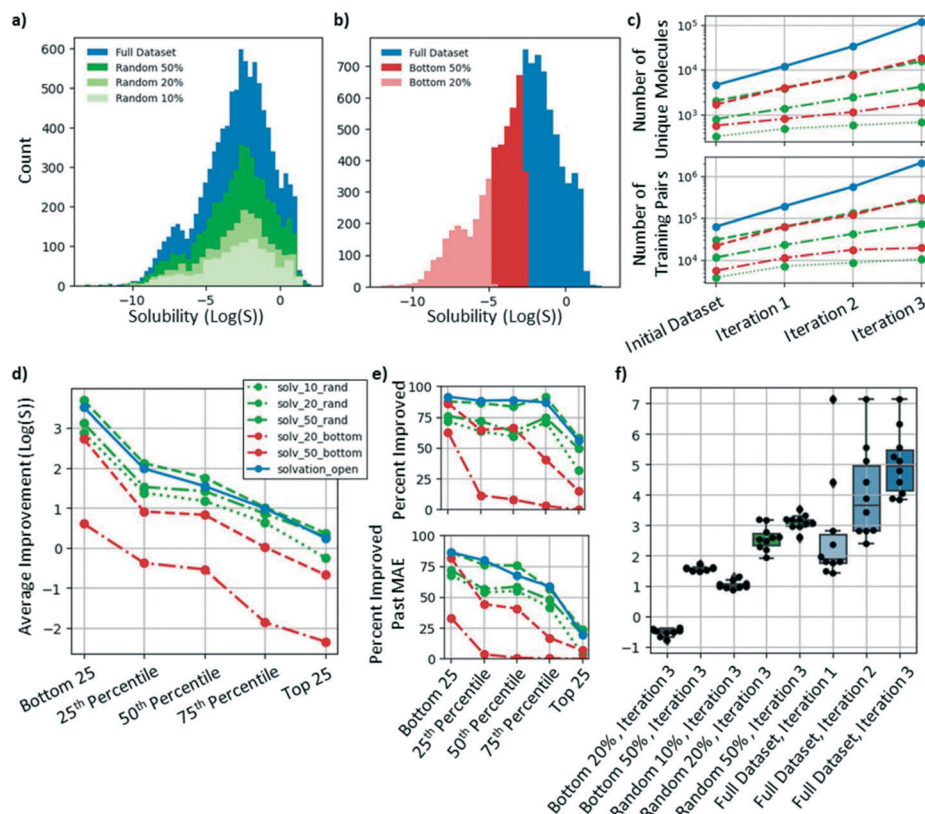 a)
Full Dataset
Random 50%
Random 20%
Random 10%
Count
600
500
400
300
200
100
0
−10
−5
0
Solubility (Log(S))
b)
Full Dataset
Bottom 50%
Bottom 20%
700
600
500
400
300
200
100
0
−10
−5
0
Solubility (Log(S))
c)
Number of
Unique Molecules
10⁵
10⁴
10³
Number of
Training Pairs
10⁶
10⁵
10⁴
Initial Dataset
Iteration 1
Iteration 2
Iteration 3
d)
Average Improvement (Log(S))
3
2
1
0
−1
−2
solv_10_rand
solv_20_rand
solv_50_rand
solv_20_bottom
solv_50_bottom
solvation_open
Bottom 25
25th Percentile
50th Percentile
75th Percentile
Top 25
e)
Percent Improved
100
75
50
25
0
Percent Improved
Past MAE
100
75
50
25
0
Bottom 25
25th Percentile
50th Percentile
75th Percentile
Top 25
f)
7
6
5
4
3
2
1
0
−1
Bottom 20%, Iteration 3
Bottom 50%, Iteration 3
Random 10%, Iteration 3
Random 20%, Iteration 3
Random 50%, Iteration 3
Full Dataset, Iteration 1
Full Dataset, Iteration 2
Full Dataset, Iteration 3